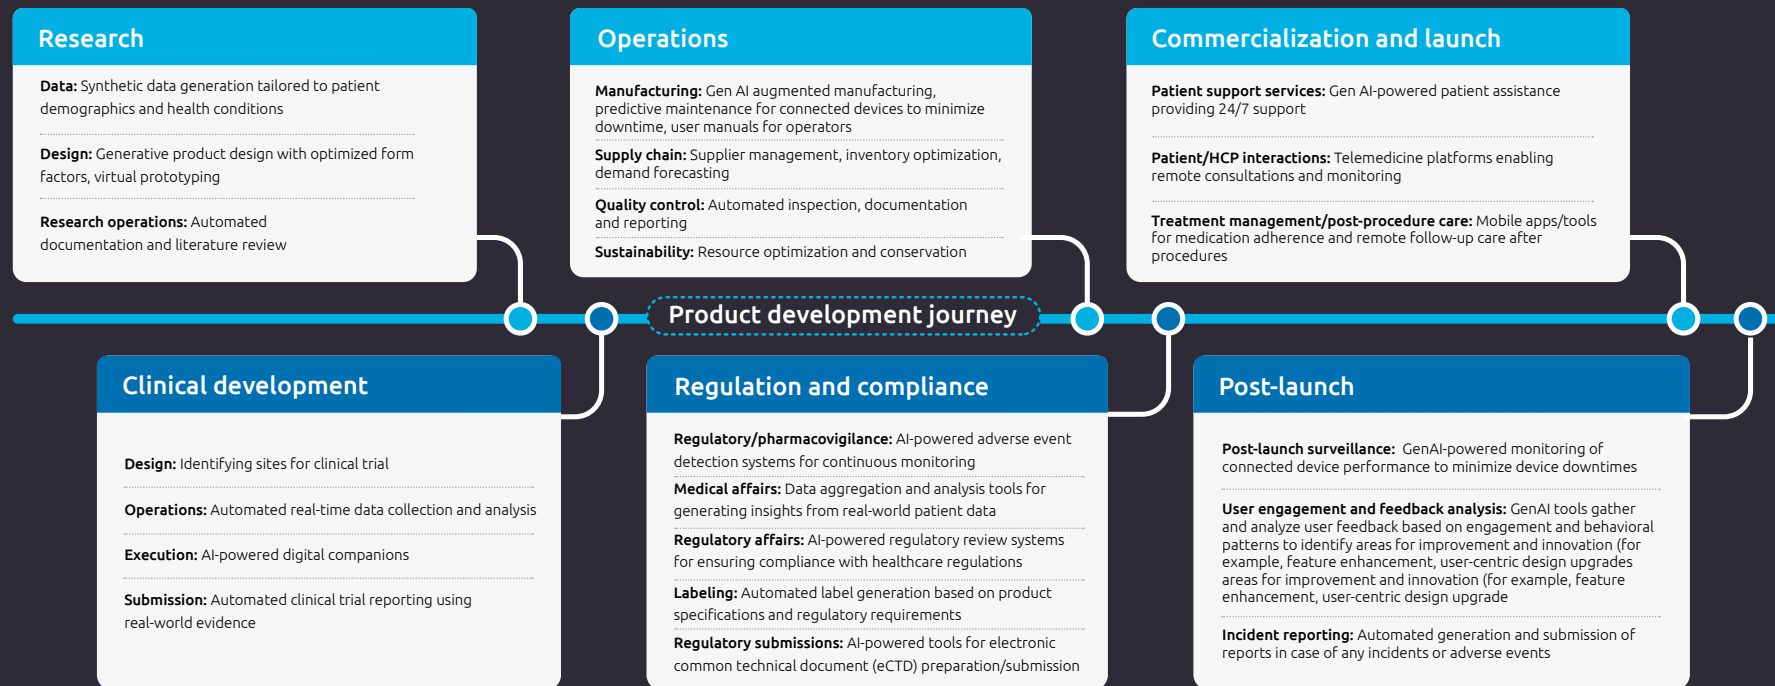 Research
Data: Synthetic data generation tailored to patient
demographics and health conditions
Design: Generative product design with optimized form
factors, virtual prototyping
Research operations: Automated
documentation and literature review
Operations
Manufacturing: Gen AI augmented manufacturing,
predictive maintenance for connected devices to minimize
downtime, user manuals for operators
Supply chain: Supplier management, inventory optimization,
demand forecasting
Quality control: Automated inspection, documentation
and reporting
Sustainability: Resource optimization and conservation
Commercialization and launch
Patient support services: Gen AI-powered patient assistance
providing 24/7 support
Patient/HCP interactions: Telemedicine platforms enabling
remote consultations and monitoring
Treatment management/post-procedure care: Mobile apps/tools
for medication adherence and remote follow-up care after
procedures
Product development journey
Clinical development
Design: Identifying sites for clinical trial
Operations: Automated real-time data collection and analysis
Execution: AI-powered digital companions
Submission: Automated clinical trial reporting using
real-world evidence
Regulation and compliance
Regulatory/pharmacovigilance: AI-powered adverse event
detection systems for continuous monitoring
Medical affairs: Data aggregation and analysis tools for
generating insights from real-world patient data
Regulatory affairs: AI-powered regulatory review systems
for ensuring compliance with healthcare regulations
Labeling: Automated label generation based on product
specifications and regulatory requirements
Regulatory submissions: AI-powered tools for electronic
common technical document (eCTD) preparation/submission
Post-launch
Post-launch surveillance: GenAI-powered monitoring of
connected device performance to minimize device downtimes
User engagement and feedback analysis: GenAI tools gather
and analyze user feedback based on engagement and behavioral
patterns to identify areas for improvement and innovation (for
example, feature enhancement, user-centric design upgrades
areas for improvement and innovation (for example, feature
enhancement, user-centric design upgrade
Incident reporting: Automated generation and submission of
reports in case of any incidents or adverse events